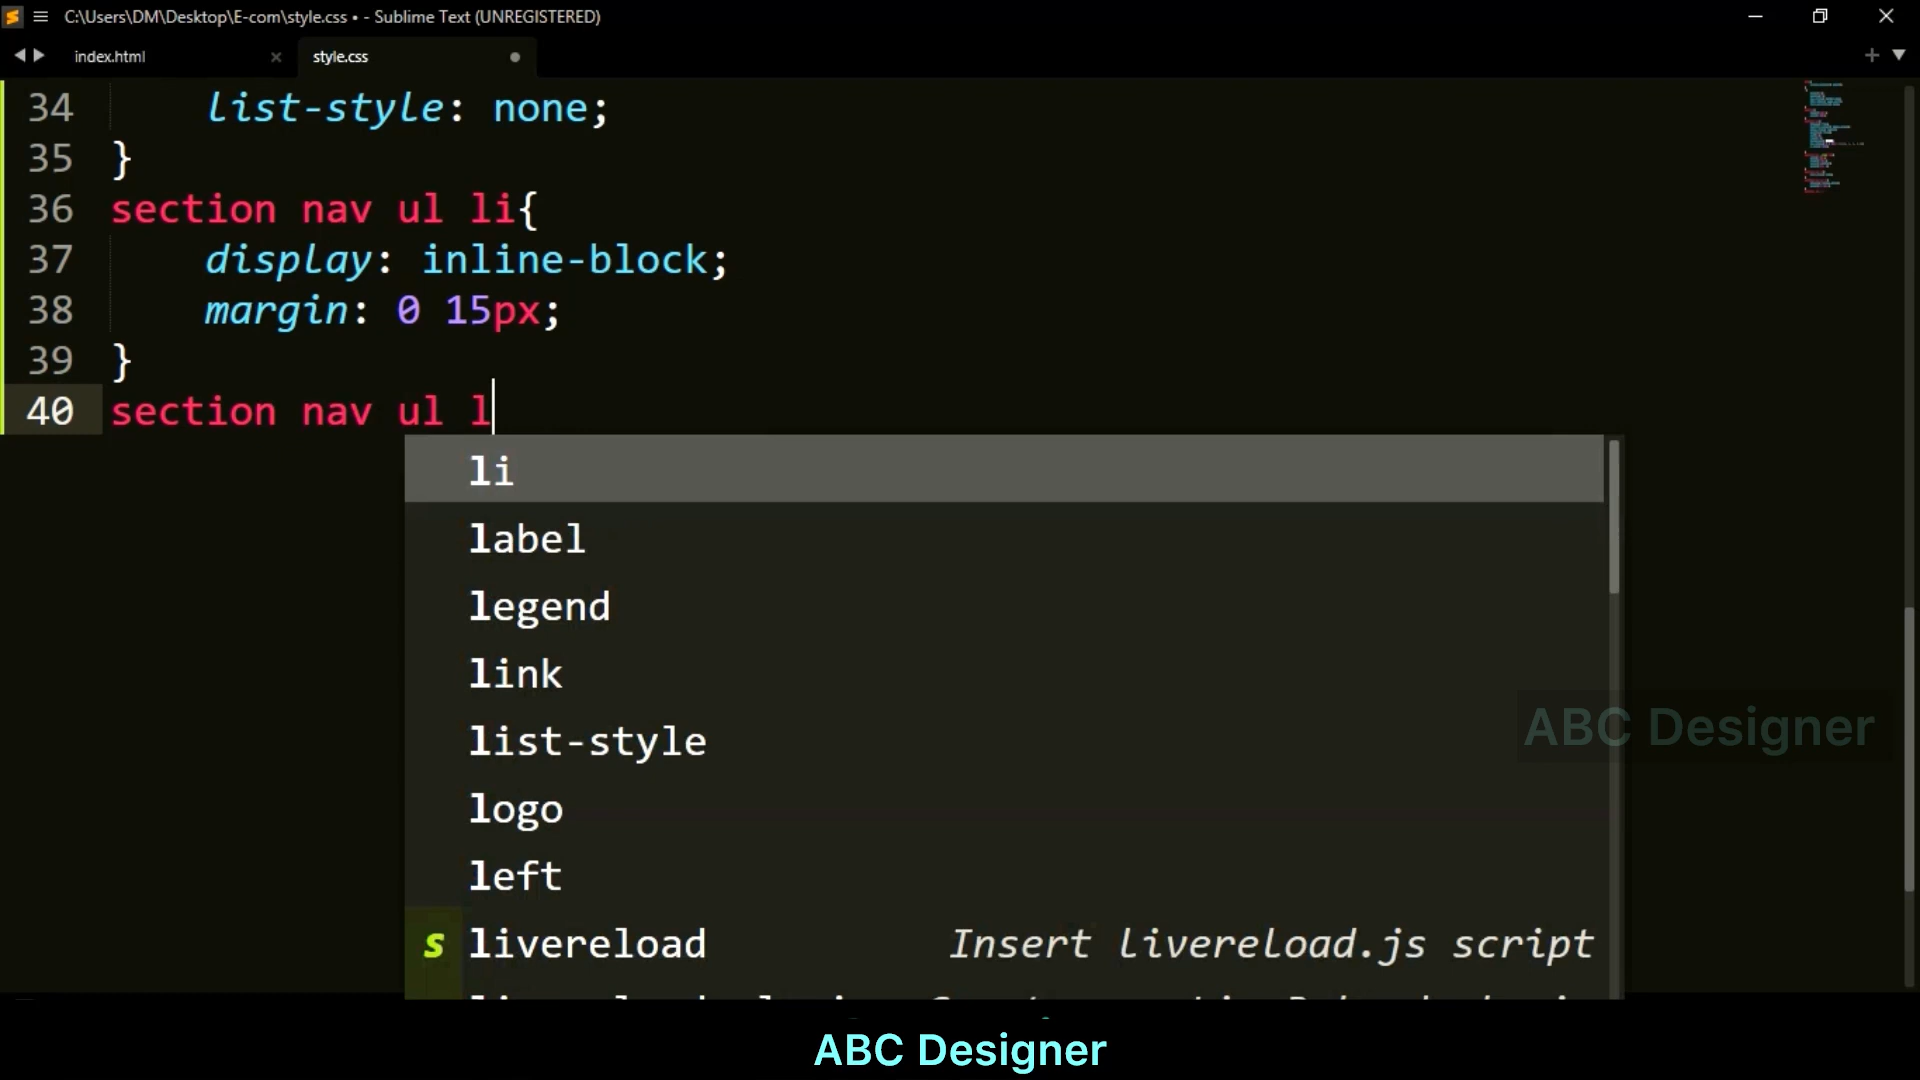 C:\Users\DM\Desktop\E-com\style.css • - Sublime Text (UNREGISTERED)
index.html
style.css
34 list-style: none;
35 }
36 section nav ul li{
37 display: inline-block;
38 margin: 0 15px;
39 }
40 section nav ul l
li
label
legend
link
list-style
logo
left
s livereload Insert livereload.js script
ABC Designer
ABC Designer